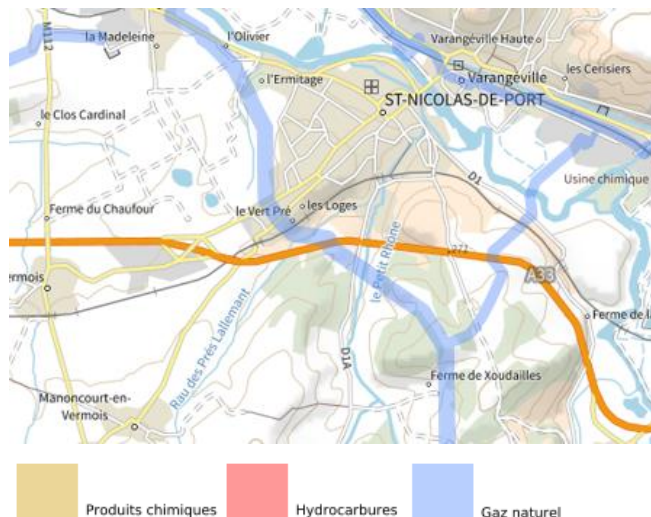 M112
la Madeleine
l'Olivier
Varangéville Haute
l'Ermitage
Varangéville
les Cerisiers
ST-NICOLAS-DE-PORT
le Clos Cardinal
Usine chimique
D1
Ferme du Chaufour
le Vert Pré
les Loges
le Petit Rhône
271
A33
ermois
Rau des Prés Lallemant
D1A
Ferme de la
Ferme de Xoudailles
Manoncourt-en-
Vermois
Produits chimiques
Hydrocarbures
Gaz naturel